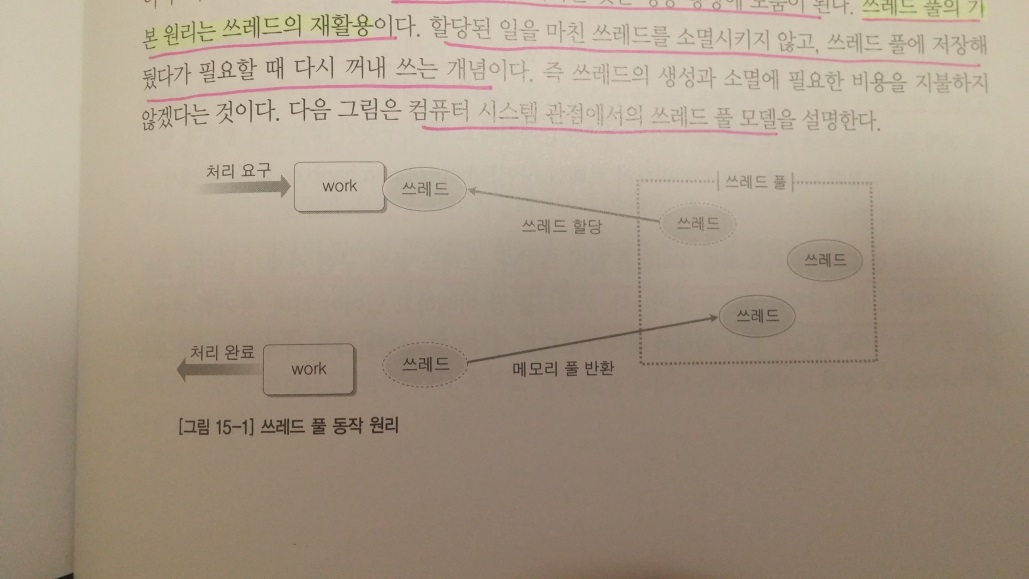 된다. 쓰레드 풀의 기
본 원리는 쓰레드의 재활용이다. 할당된 일을 마친 쓰레드를 소멸시키지 않고, 쓰레드 풀에 저장해
뒀다가 필요할 때 다시 꺼내 쓰는 개념이다. 즉 쓰레드의 생성과 소멸에 필요한 비용을 지불하지
않겠다는 것이다. 다음 그림은 컴퓨터 시스템 관점에서의 쓰레드 풀 모델을 설명한다.
처리 요구
work
쓰레드
쓰레드 할당
쓰레드 풀
쓰레드
쓰레드
쓰레드
처리 완료
work
쓰레드
메모리 풀 반환
[그림 15-1] 쓰레드 풀 동작 원리